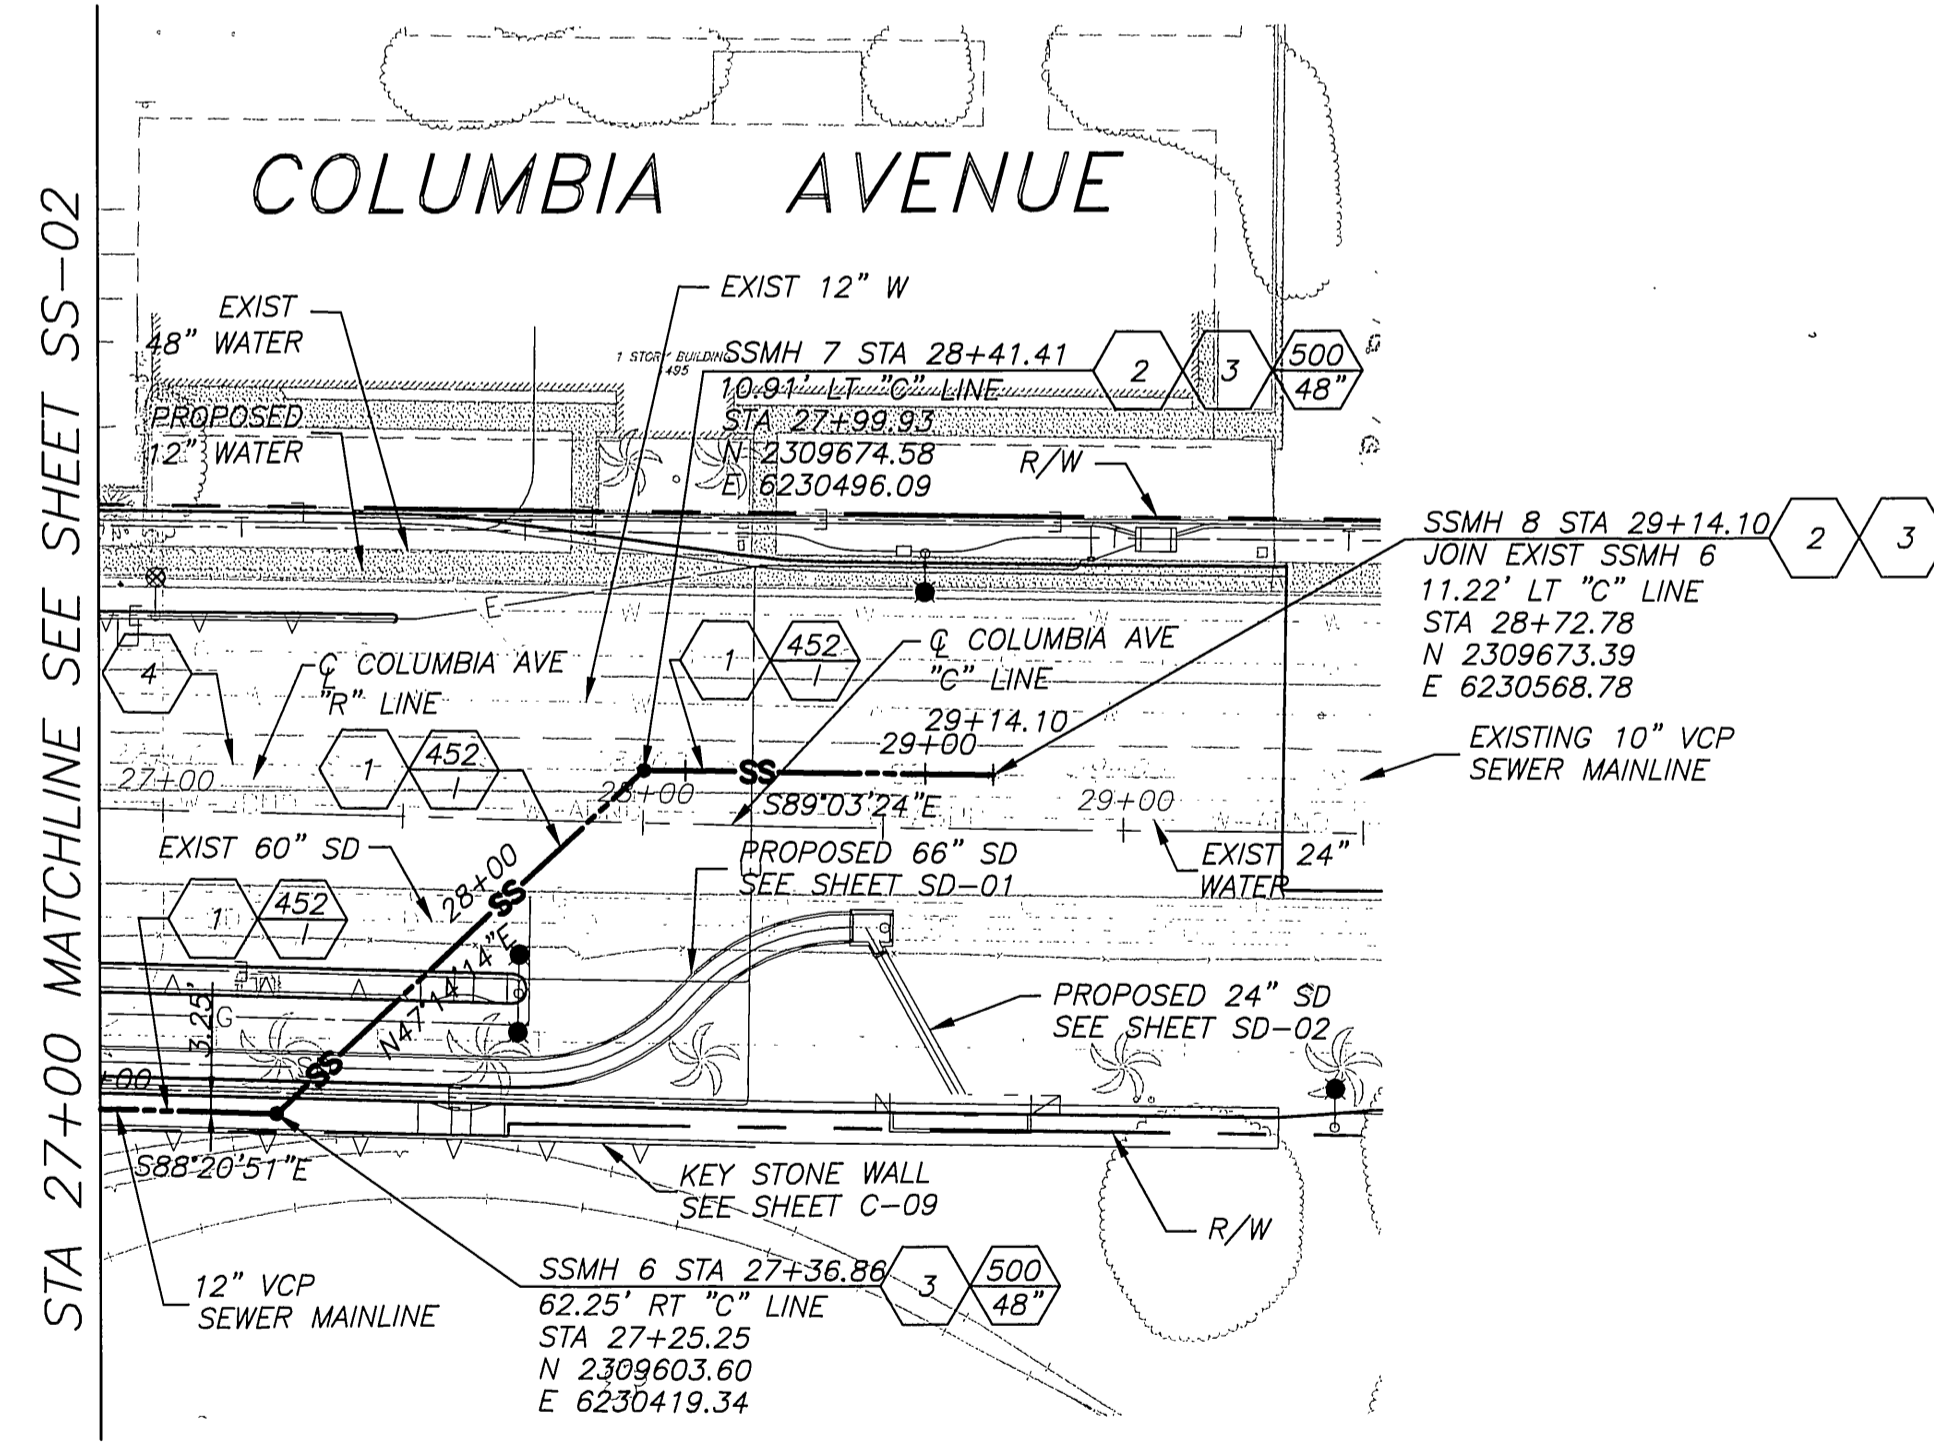 STA 27+00 MATCHLINE SEE SHEET SS-02
COLUMBIA AVENUE
EXIST
48" WATER
EXIST 12" W
1 STORY BUILDING
495
SSMH 7 STA 28+41.41
10.91' LT "C" LINE
STA 27+99.93
N 2309674.58
E 6230496.09
2
3
500
48"
PROPOSED
12" WATER
R/W
SSMH 8 STA 29+14.10
JOIN EXIST SSMH 6
11.22' LT "C" LINE
STA 28+72.78
N 2309673.39
E 6230568.78
2
3
E
4
℄ COLUMBIA AVE
"R" LINE
1
452
I
℄ COLUMBIA AVE
"C" LINE
29+14.10
29+00
EXISTING 10" VCP
SEWER MAINLINE
1
452
I
27+00
28+00
SS
S89°03'24"E
29+00
EXIST 60" SD
28+00
SS
PROPOSED 66" SD
SEE SHEET SD-01
EXIST 24"
WATER
1
452
I
N47°14'14"E
3.25'
G
SS
PROPOSED 24" SD
SEE SHEET SD-02
+00
S88°20'51"E
KEY STONE WALL
SEE SHEET C-09
R/W
12" VCP
SEWER MAINLINE
SSMH 6 STA 27+36.86
62.25' RT "C" LINE
STA 27+25.25
N 2309603.60
E 6230419.34
3
500
48"